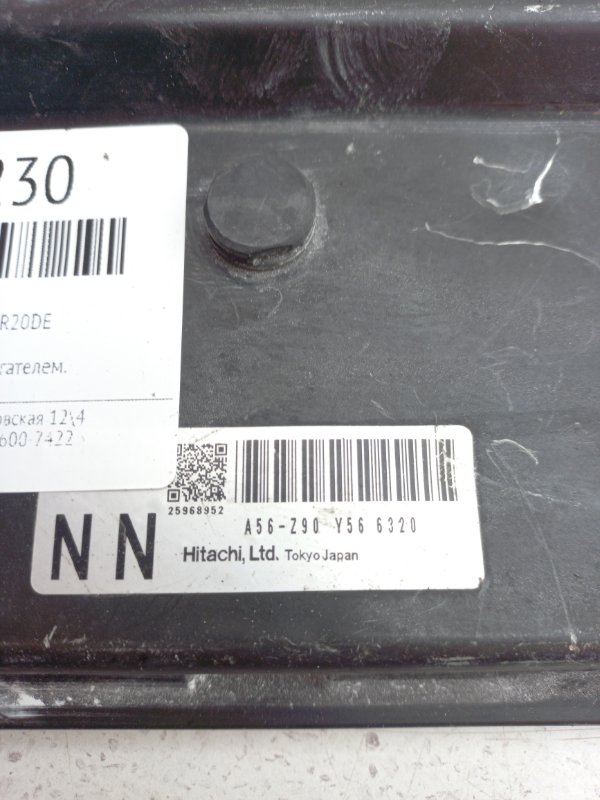 230
R20DE
гателем.
овская 12\4
600-7422
25968952
A56-Z90 Y56 6320
NN
Hitachi, Ltd. Tokyo Japan